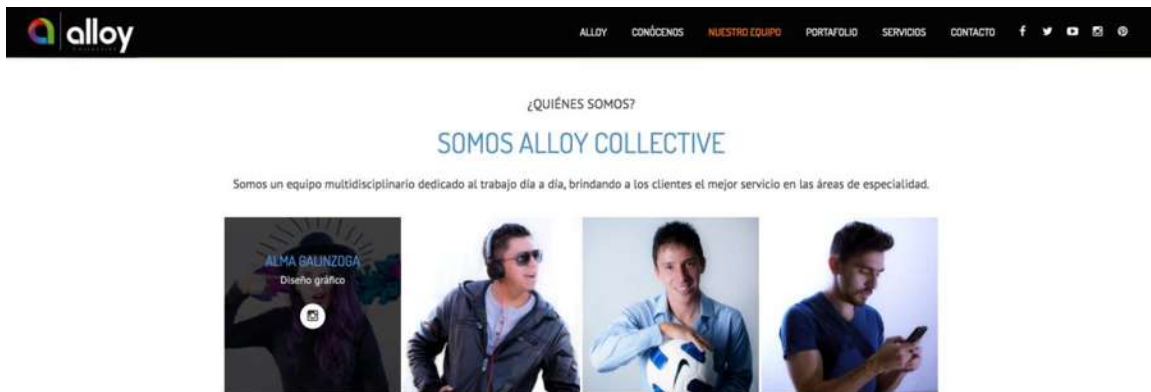 alloy
ALLOY CONÓCENOS NUESTRO EQUIPO PORTAFOLIO SERVICIOS CONTACTO
¿QUIÉNES SOMOS?
SOMOS ALLOY COLLECTIVE
Somos un equipo multidisciplinario dedicado al trabajo día a día, brindando a los clientes el mejor servicio en las áreas de especialidad.
ALMA GALINZOGA
Diseño gráfico